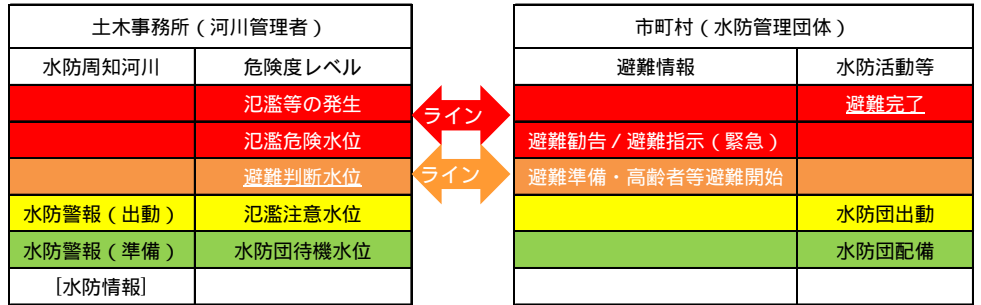 土木事務所（河川管理者）
水防周知河川 危険度レベル
氾濫等の発生
氾濫危険水位
避難判断水位
水防警報（出動） 氾濫注意水位
水防警報（準備） 水防団待機水位
[水防情報]
ライン
ライン
市町村（水防管理団体）
避難情報 水防活動等
避難完了
避難勧告／避難指示（緊急）
避難準備・高齢者等避難開始
水防団出動
水防団配備